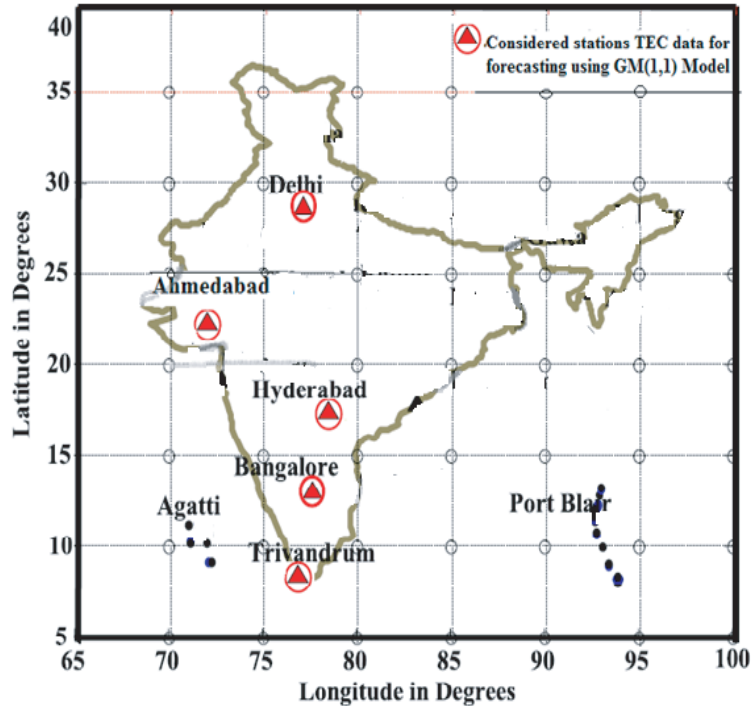 40
Considered stations TEC data for
forecasting using GM(1,1) Model
35
30
Delhi
25
Ahmedabad
20
Hyderabad
15
Bangalore
Agatti
Port Blair
10
Trivandrum
5
65 70 75 80 85 90 95 100
Latitude in Degrees
Longitude in Degrees